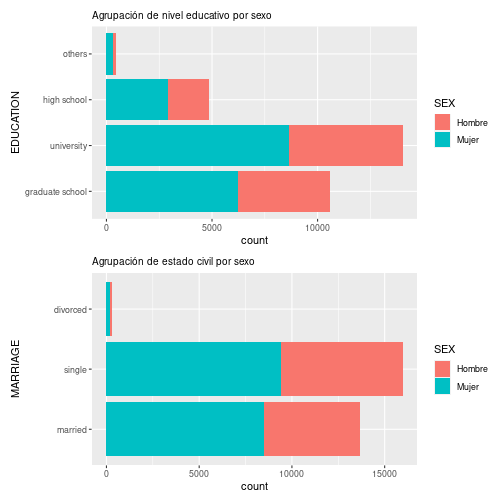 Agrupación de nivel educativo por sexo
EDUCATION
others
high school
university
graduate school
0
5000
10000
count
SEX
Hombre
Mujer
Agrupación de estado civil por sexo
MARRIAGE
divorced
single
married
0
5000
10000
15000
count
SEX
Hombre
Mujer